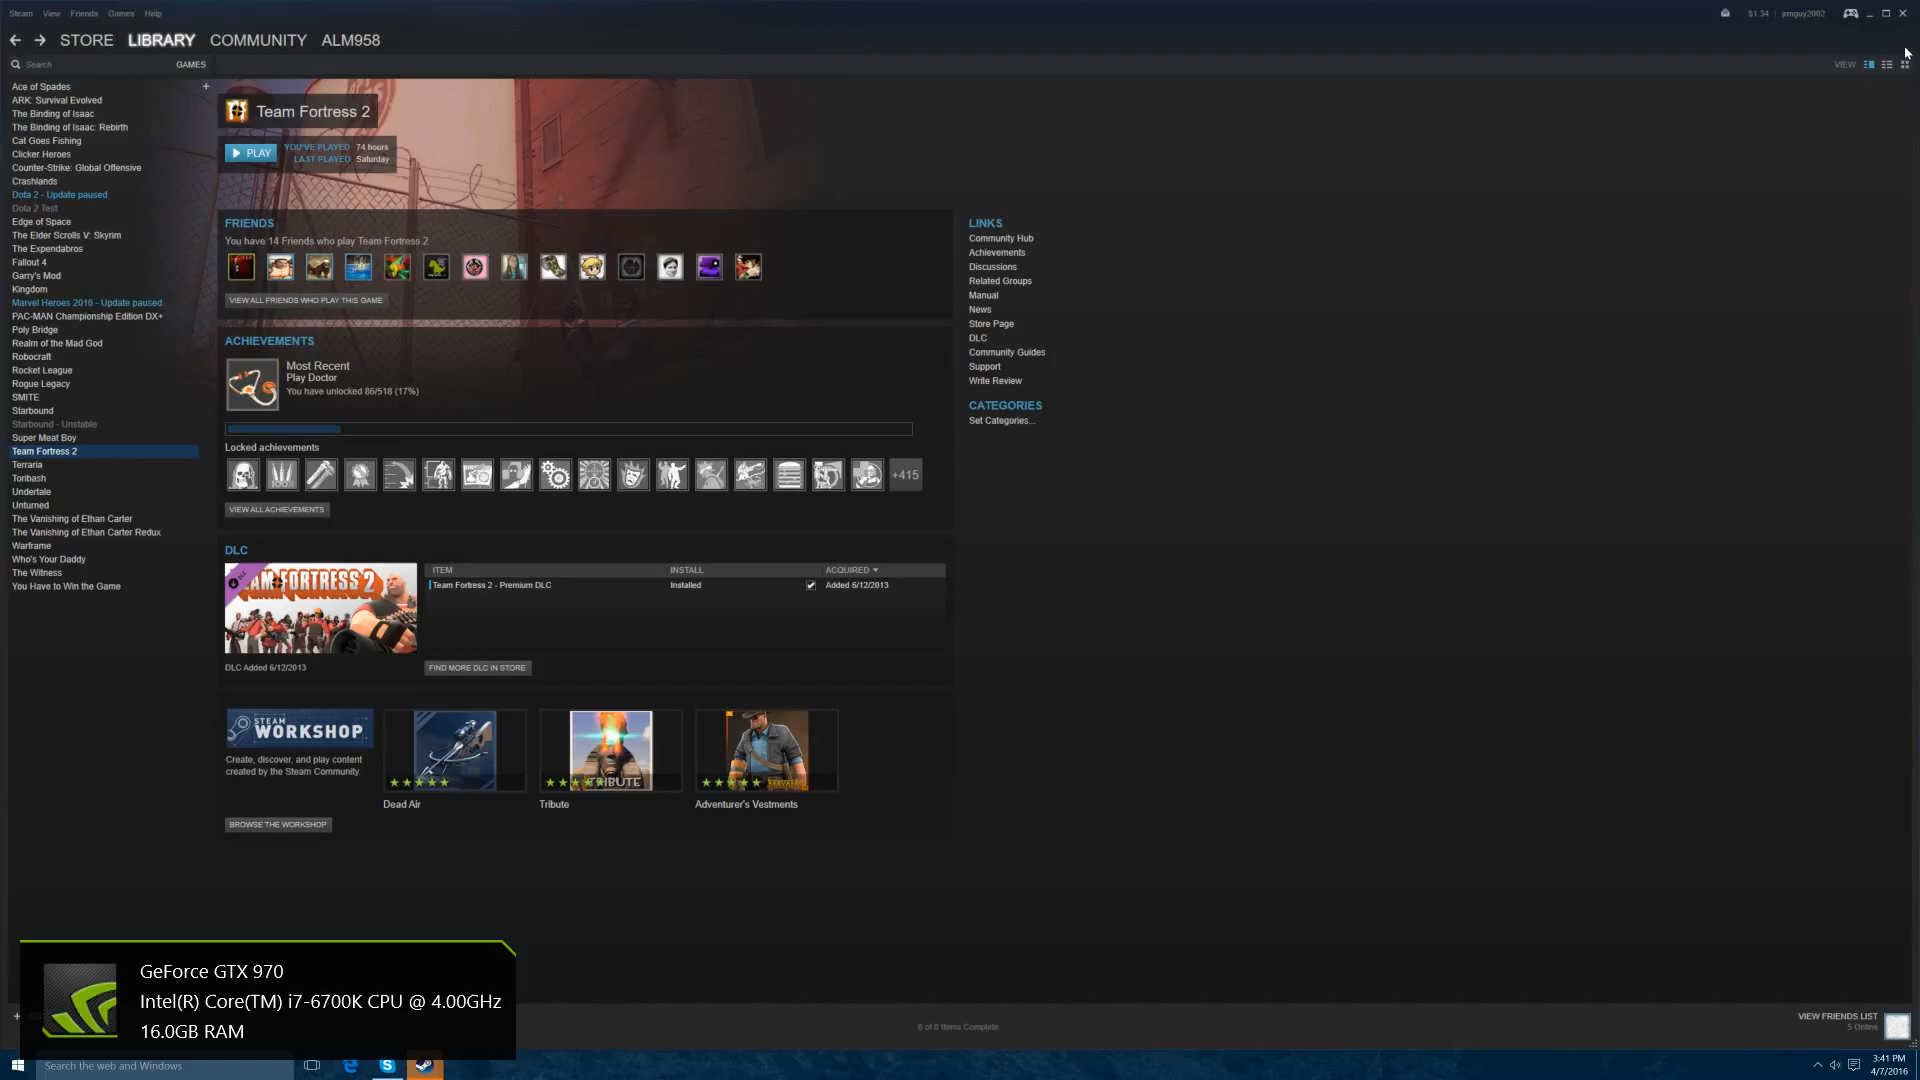 Steam View Friends Games Help
$1.34 | jrmguy2002
STORE LIBRARY COMMUNITY ALM958
Search GAMES
VIEW
Ace of Spades
ARK: Survival Evolved
The Binding of Isaac
The Binding of Isaac: Rebirth
Cat Goes Fishing
Clicker Heroes
Counter-Strike: Global Offensive
Crashlands
Dota 2 - Update paused
Dota 2 Test
Edge of Space
The Elder Scrolls V: Skyrim
The Expendabros
Fallout 4
Garry's Mod
Kingdom
Marvel Heroes 2016 - Update paused
PAC-MAN Championship Edition DX+
Poly Bridge
Realm of the Mad God
Robocraft
Rocket League
Rogue Legacy
SMITE
Starbound
Starbound - Unstable
Super Meat Boy
Team Fortress 2
Terraria
Toribash
Undertale
Unturned
The Vanishing of Ethan Carter
The Vanishing of Ethan Carter Redux
Warframe
Who's Your Daddy
The Witness
You Have to Win the Game
Team Fortress 2
PLAY
YOU'VE PLAYED 74 hours
LAST PLAYED Saturday
FRIENDS
You have 14 Friends who play Team Fortress 2
VIEW ALL FRIENDS WHO PLAY THIS GAME
ACHIEVEMENTS
Most Recent
Play Doctor
You have unlocked 86/518 (17%)
Locked achievements
100%
+415
VIEW ALL ACHIEVEMENTS
DLC
DLC
TEAM FORTRESS 2
ITEM INSTALL ACQUIRED
Team Fortress 2 - Premium DLC Installed Added 6/12/2013
DLC Added 6/12/2013
FIND MORE DLC IN STORE
STEAM
WORKSHOP
Create, discover, and play content
created by the Steam Community.
BROWSE THE WORKSHOP
Dead Air
TRIBUTE
Tribute
Adventurer's Vestments
LINKS
Community Hub
Achievements
Discussions
Related Groups
Manual
News
Store Page
DLC
Community Guides
Support
Write Review
CATEGORIES
Set Categories...
GeForce GTX 970
Intel(R) Core(TM) i7-6700K CPU @ 4.00GHz
16.0GB RAM
8 of 8 Items Complete
VIEW FRIENDS LIST
5 Online
Search the web and Windows
3:41 PM
4/7/2016